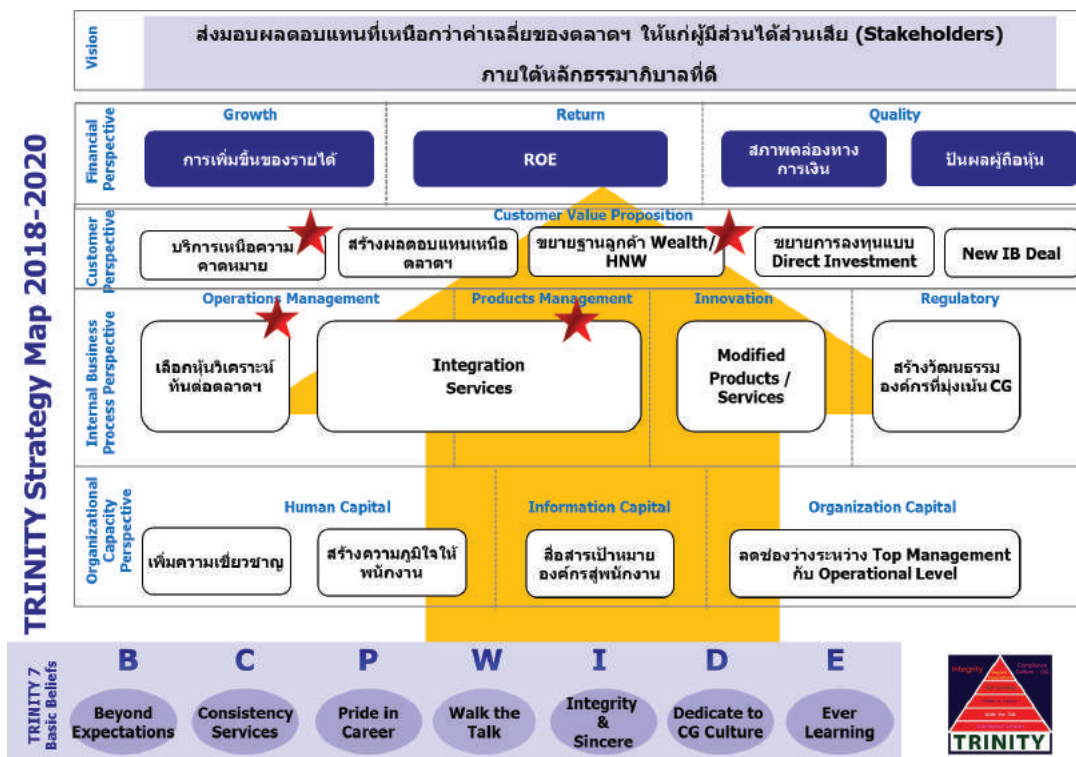 TRINITY Strategy Map 2018-2020
Vision
ส่งมอบผลตอบแทนที่เหนือกว่าค่าเฉลี่ยของตลาดฯ ให้แก่ผู้มีส่วนได้ส่วนเสีย (Stakeholders)
ภายใต้หลักธรรมาภิบาลที่ดี
Financial
Perspective
Growth
Return
Quality
การเพิ่มขึ้นของรายได้
ROE
สภาพคล่องทาง
การเงิน
ปันผลผู้ถือหุ้น
Customer
Perspective
Customer Value Proposition
บริการเหนือความ
คาดหมาย
สร้างผลตอบแทนเหนือ
ตลาดฯ
ขยายฐานลูกค้า Wealth/
HNW
ขยายการลงทุนแบบ
Direct Investment
New IB Deal
Internal Business
Process Perspective
Operations Management
Products Management
Innovation
Regulatory
เลือกหุ้นวิเคราะห์
ทันต่อตลาดฯ
Integration
Services
Modified
Products /
Services
สร้างวัฒนธรรม
องค์กรที่มุ่งเน้น CG
Organizational
Capacity
Perspective
Human Capital
Information Capital
Organization Capital
เพิ่มความเชี่ยวชาญ
สร้างความภูมิใจให้
พนักงาน
สื่อสารเป้าหมาย
องค์กรสู่พนักงาน
ลดช่องว่างระหว่าง Top Management
กับ Operational Level
TRINITY 7
Basic Beliefs
B
C
P
W
I
D
E
Beyond
Expectations
Consistency
Services
Pride in
Career
Walk the
Talk
Integrity
&
Sincere
Dedicate to
CG Culture
Ever
Learning
Integrity
Compliance
Culture - CG
Walk the Talk
TRINITY